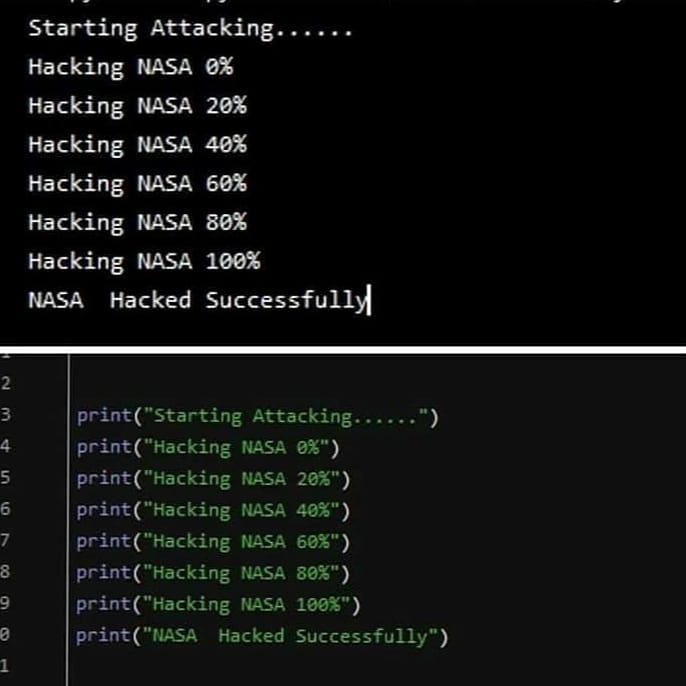 Starting Attacking......
Hacking NASA 0%
Hacking NASA 20%
Hacking NASA 40%
Hacking NASA 60%
Hacking NASA 80%
Hacking NASA 100%
NASA  Hacked Successfully
2
3 print("Starting Attacking......")
4 print("Hacking NASA 0%")
5 print("Hacking NASA 20%")
6 print("Hacking NASA 40%")
7 print("Hacking NASA 60%")
8 print("Hacking NASA 80%")
9 print("Hacking NASA 100%")
0 print("NASA  Hacked Successfully")
1